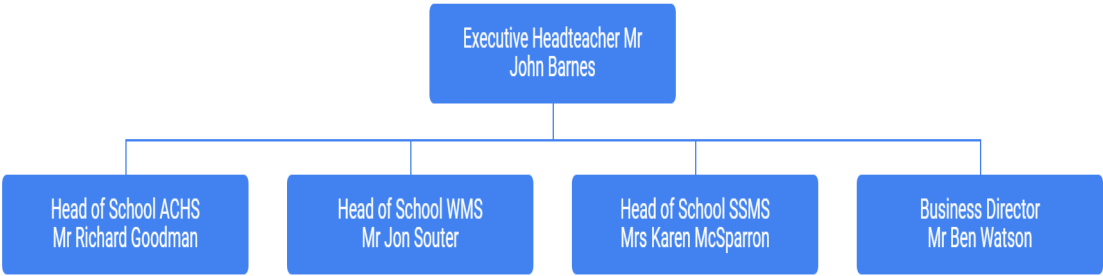 Executive Headteacher Mr
John Barnes
Head of School ACHS
Mr Richard Goodman
Head of School WMS
Mr Jon Souter
Head of School SSMS
Mrs Karen McSparron
Business Director
Mr Ben Watson